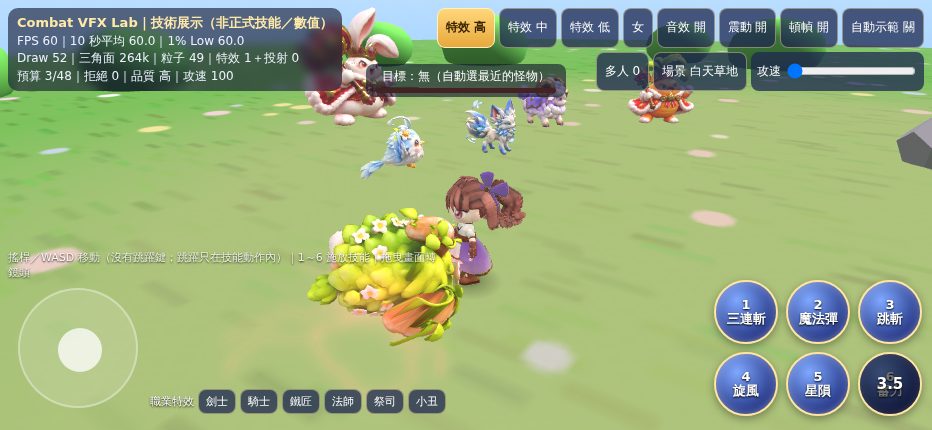 Combat VFX Lab｜技術展示（非正式技能／數值）
FPS 60｜10 秒平均 60.0｜1% Low 60.0
Draw 52｜三角面 264k｜粒子 49｜特效 1＋投射 0
預算 3/48｜拒絕 0｜品質 高｜攻速 100
特效 高
特效 中
特效 低
女
音效 開
震動 開
頓幀 開
自動示範 關
目標：無（自動選最近的怪物）
多人 0
場景 白天草地
攻速
搖桿／WASD 移動（沒有跳躍鍵；跳躍只在技能動作內）｜1～6 施放技能｜拖曳畫面轉
鏡頭
1
三連斬
2
魔法彈
3
跳斬
4
旋風
5
星隕
3.5
職業特效
劍士
騎士
鐵匠
法師
祭司
小丑